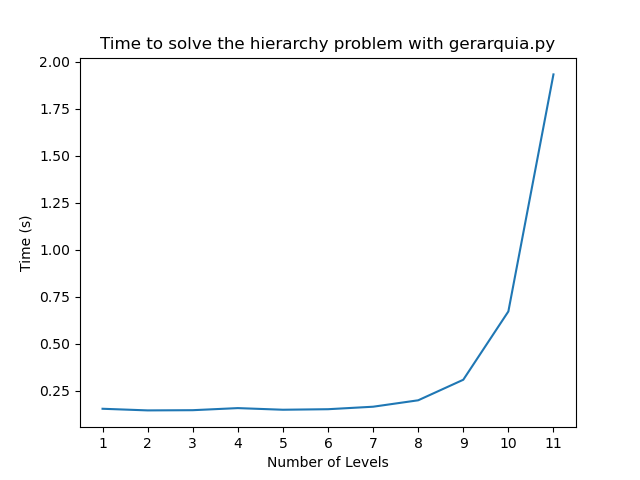 Time to solve the hierarchy problem with gerarquia.py
2.00
1.75
1.50
1.25
1.00
0.75
0.50
0.25
Time (s)
1 2 3 4 5 6 7 8 9 10 11
Number of Levels